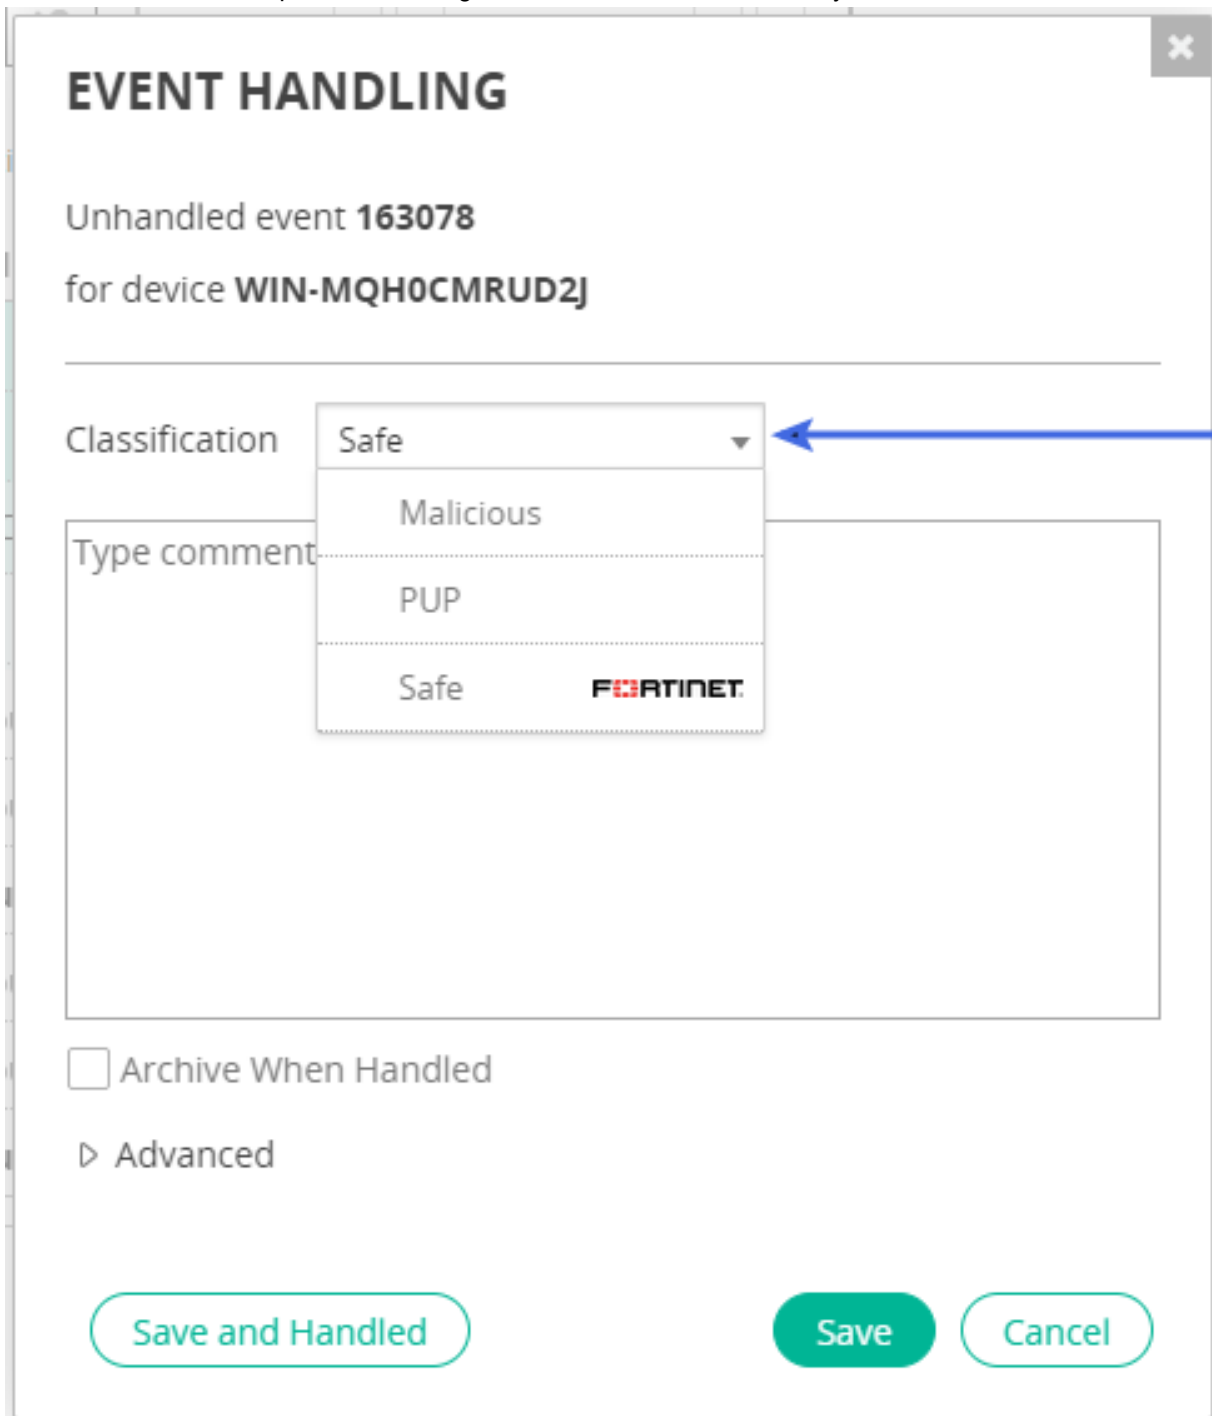 EVENT HANDLING
Unhandled event 163078
for device WIN-MQH0CMRUD2J
Classification Safe
Malicious
Type comment
PUP
Safe FORTINET
Archive When Handled
Advanced
Save and Handled Save Cancel